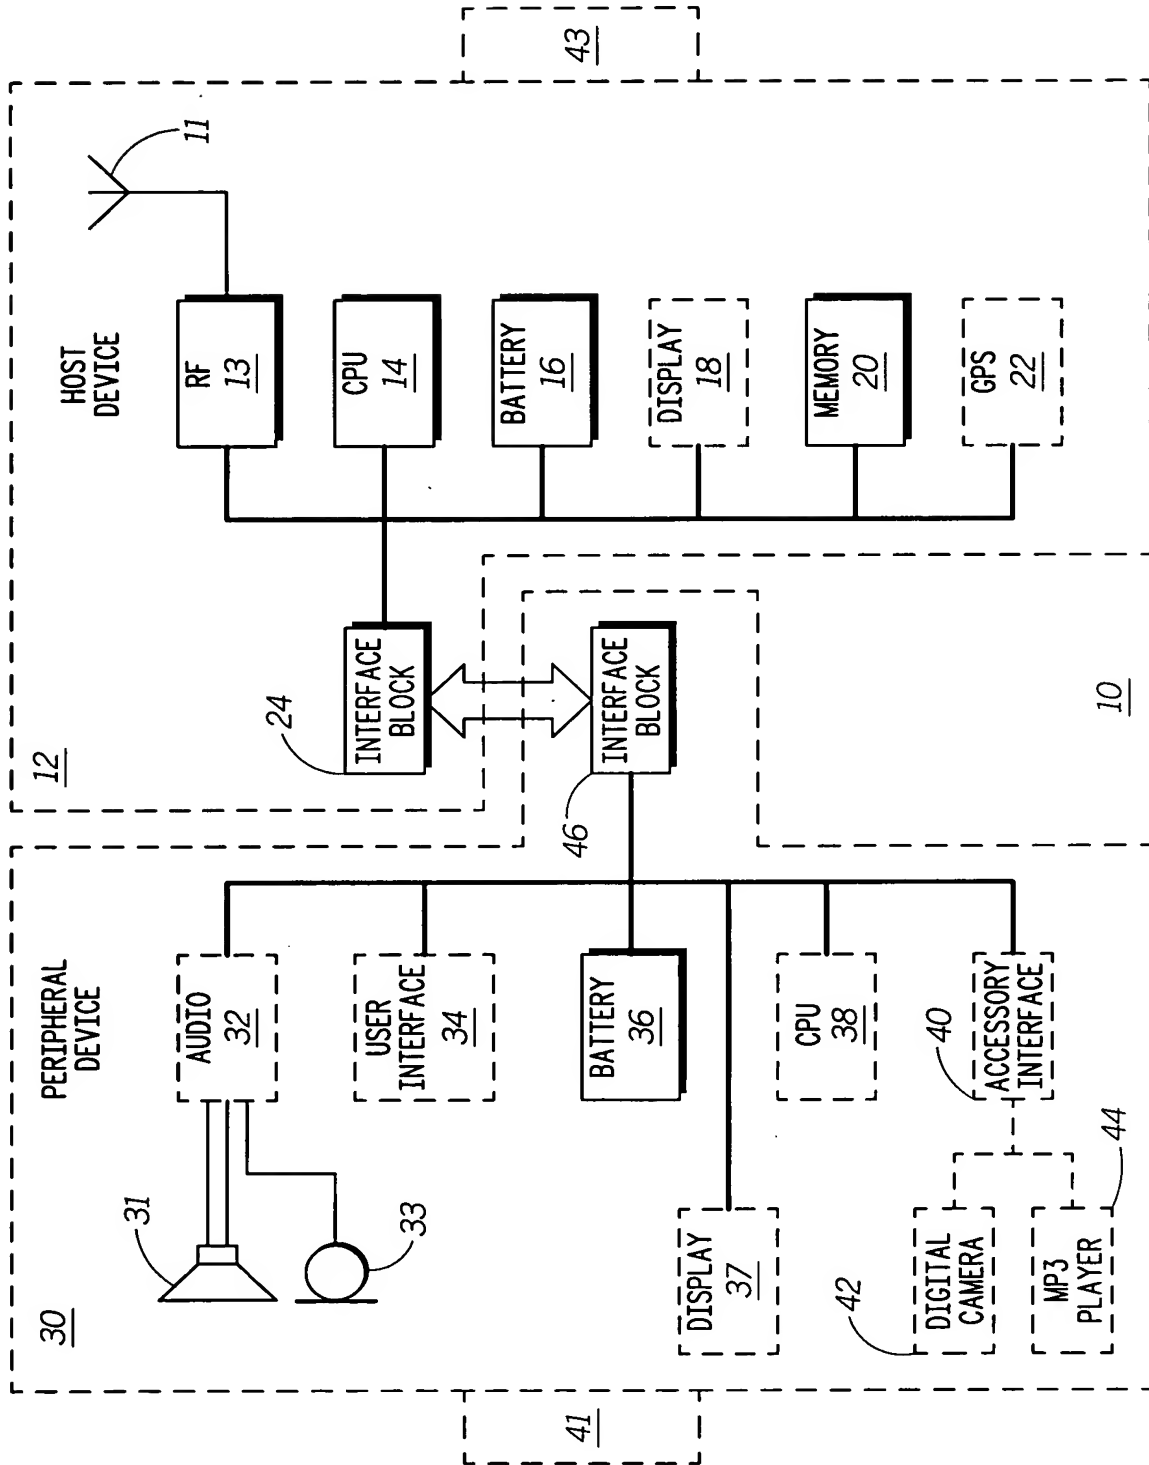 30
PERIPHERAL
DEVICE
31
33
AUDIO
32
USER
INTERFACE
34
BATTERY
36
DISPLAY
37
CPU
38
40
ACCESSORY
INTERFACE
42
DIGITAL
CAMERA
44
MP3
PLAYER
41
46
INTERFACE
BLOCK
10
12
HOST
DEVICE
24
INTERFACE
BLOCK
11
RF
13
CPU
14
BATTERY
16
DISPLAY
18
MEMORY
20
GPS
22
43